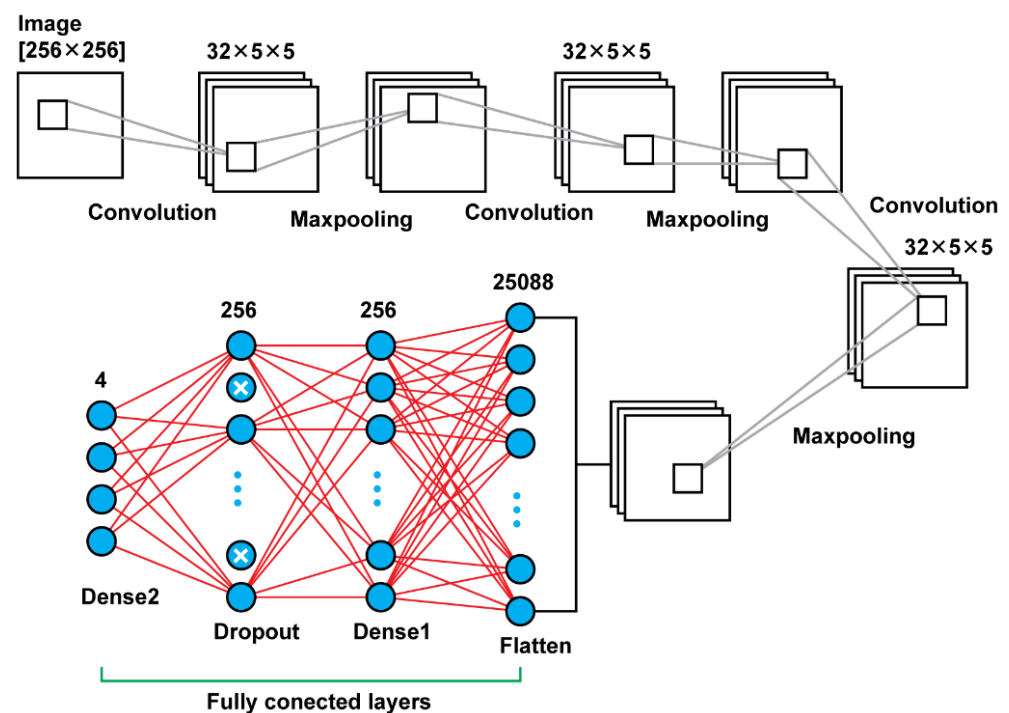 Image
[256×256]
32×5×5
32×5×5
Convolution
Maxpooling
Convolution
Maxpooling
Convolution
32×5×5
Maxpooling
25088
256
256
4
Dense2
Dropout
Dense1
Flatten
Fully conected layers